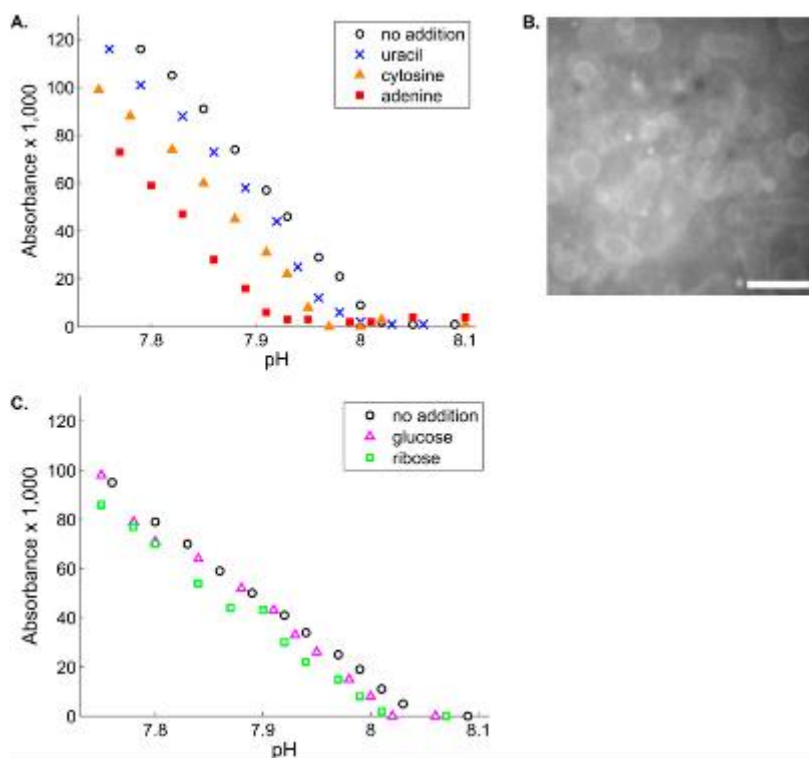 A.
B.
120
100
80
60
40
20
0
Absorbance x 1,000
no addition
uracil
cytosine
adenine
7.8 7.9 8 8.1
pH
C.
120
100
80
60
40
20
0
Absorbance x 1,000
no addition
glucose
ribose
7.8 7.9 8 8.1
pH